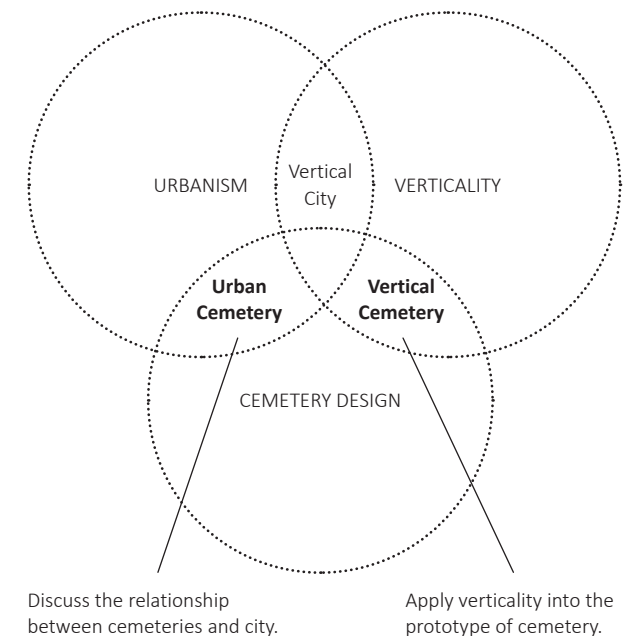 URBANISM
Vertical
City
VERTICALITY
Urban
Cemetery
Vertical
Cemetery
CEMETERY DESIGN
Discuss the relationship
between cemeteries and city.
Apply verticality into the
prototype of cemetery.